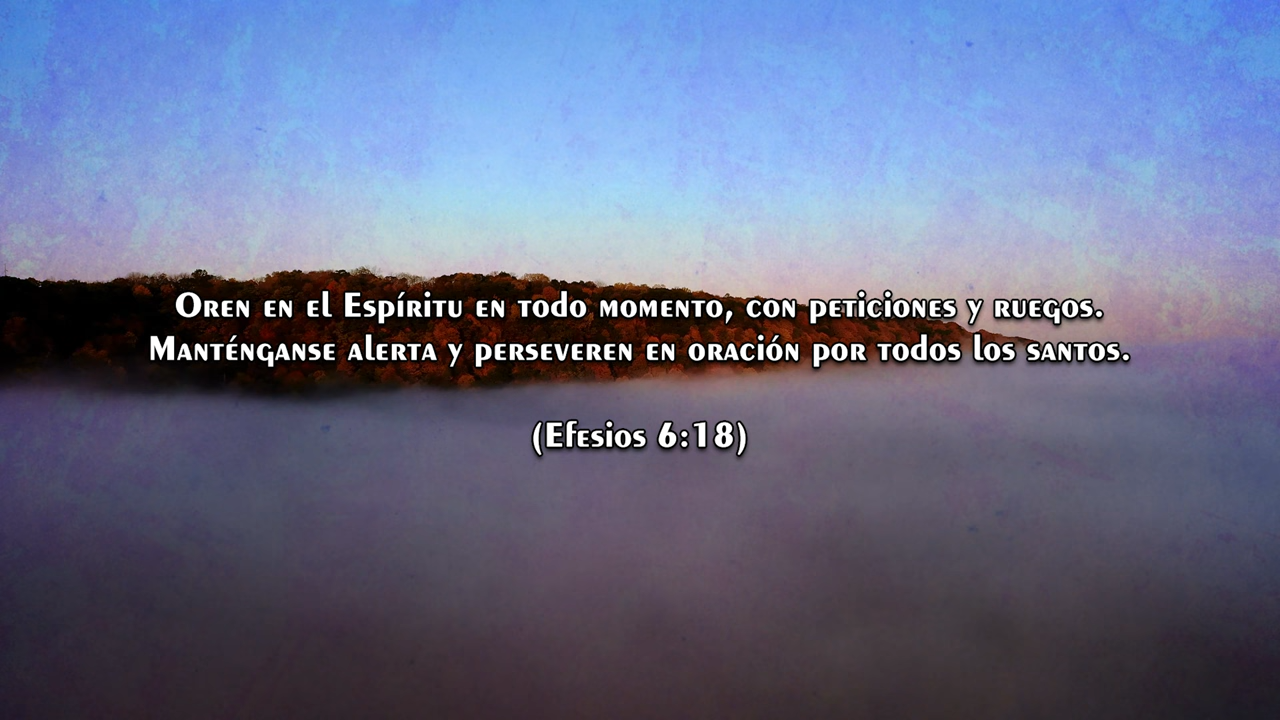 Oren en el Espíritu en todo momento, con peticiones y ruegos.
Manténganse alerta y perseveren en oración por todos los santos.
(Efesios 6:18)